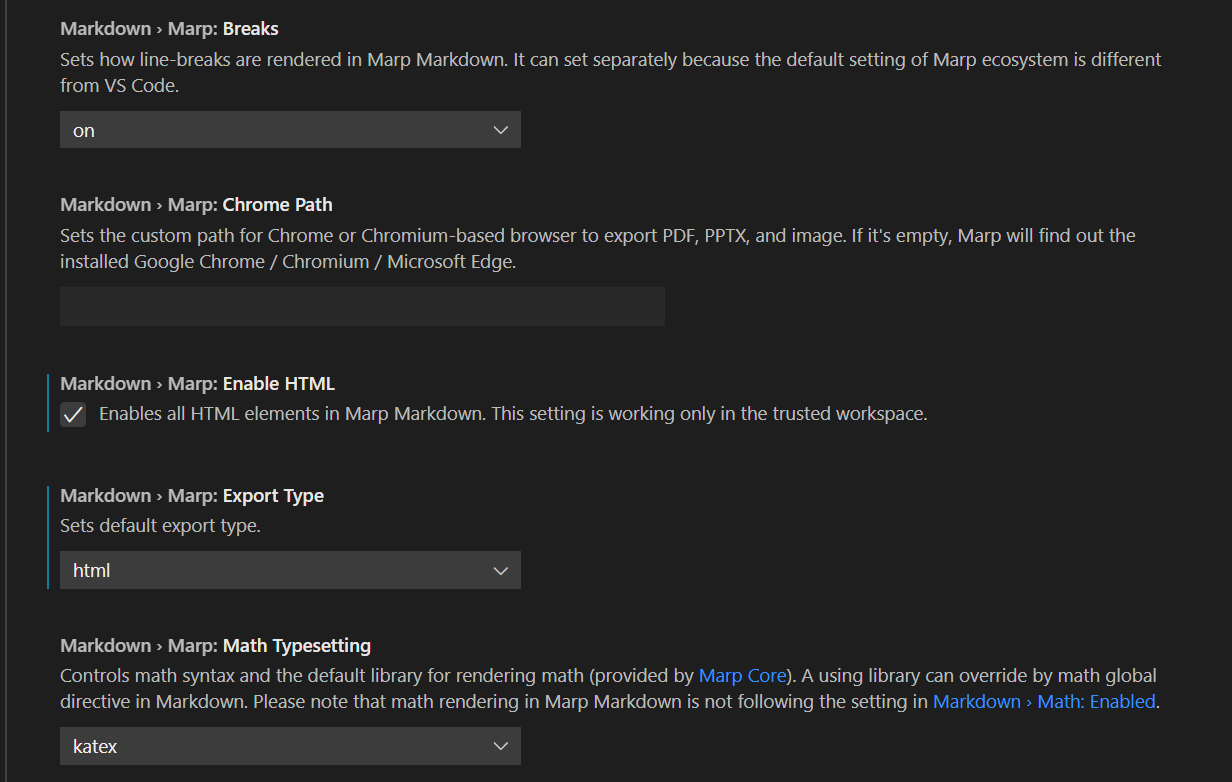 Markdown › Marp: Breaks
Sets how line-breaks are rendered in Marp Markdown. It can set separately because the default setting of Marp ecosystem is different
from VS Code.
on
Markdown › Marp: Chrome Path
Sets the custom path for Chrome or Chromium-based browser to export PDF, PPTX, and image. If it's empty, Marp will find out the
installed Google Chrome / Chromium / Microsoft Edge.
Markdown › Marp: Enable HTML
Enables all HTML elements in Marp Markdown. This setting is working only in the trusted workspace.
Markdown › Marp: Export Type
Sets default export type.
html
Markdown › Marp: Math Typesetting
Controls math syntax and the default library for rendering math (provided by Marp Core). A using library can override by math global
directive in Markdown. Please note that math rendering in Marp Markdown is not following the setting in Markdown › Math: Enabled.
katex